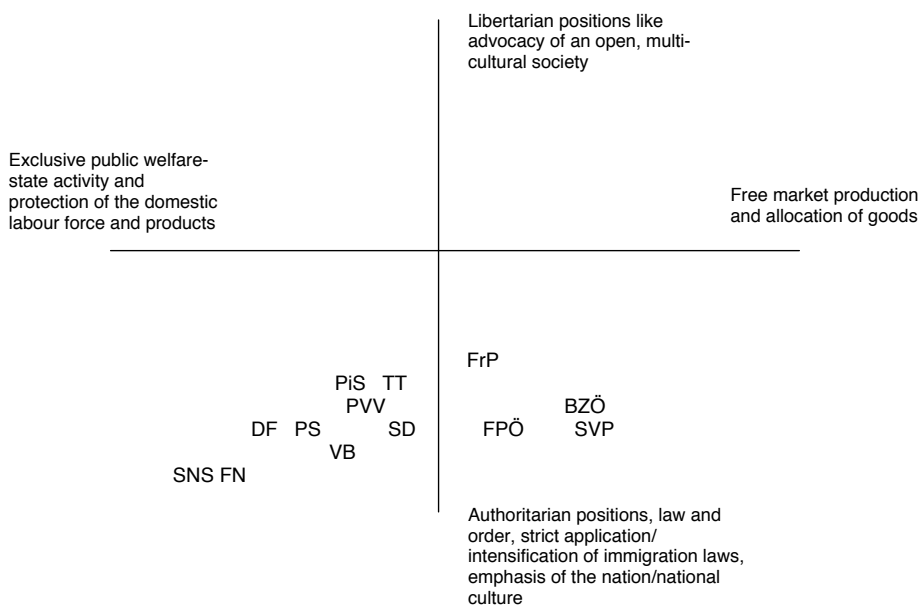 Libertarian positions like
advocacy of an open, multi-
cultural society
Exclusive public welfare-
state activity and
protection of the domestic
labour force and products
Free market production
and allocation of goods
FrP
PiS TT
PVV BZÖ
DF PS SD FPÖ SVP
VB
SNS FN
Authoritarian positions, law and
order, strict application/
intensification of immigration laws,
emphasis of the nation/national
culture